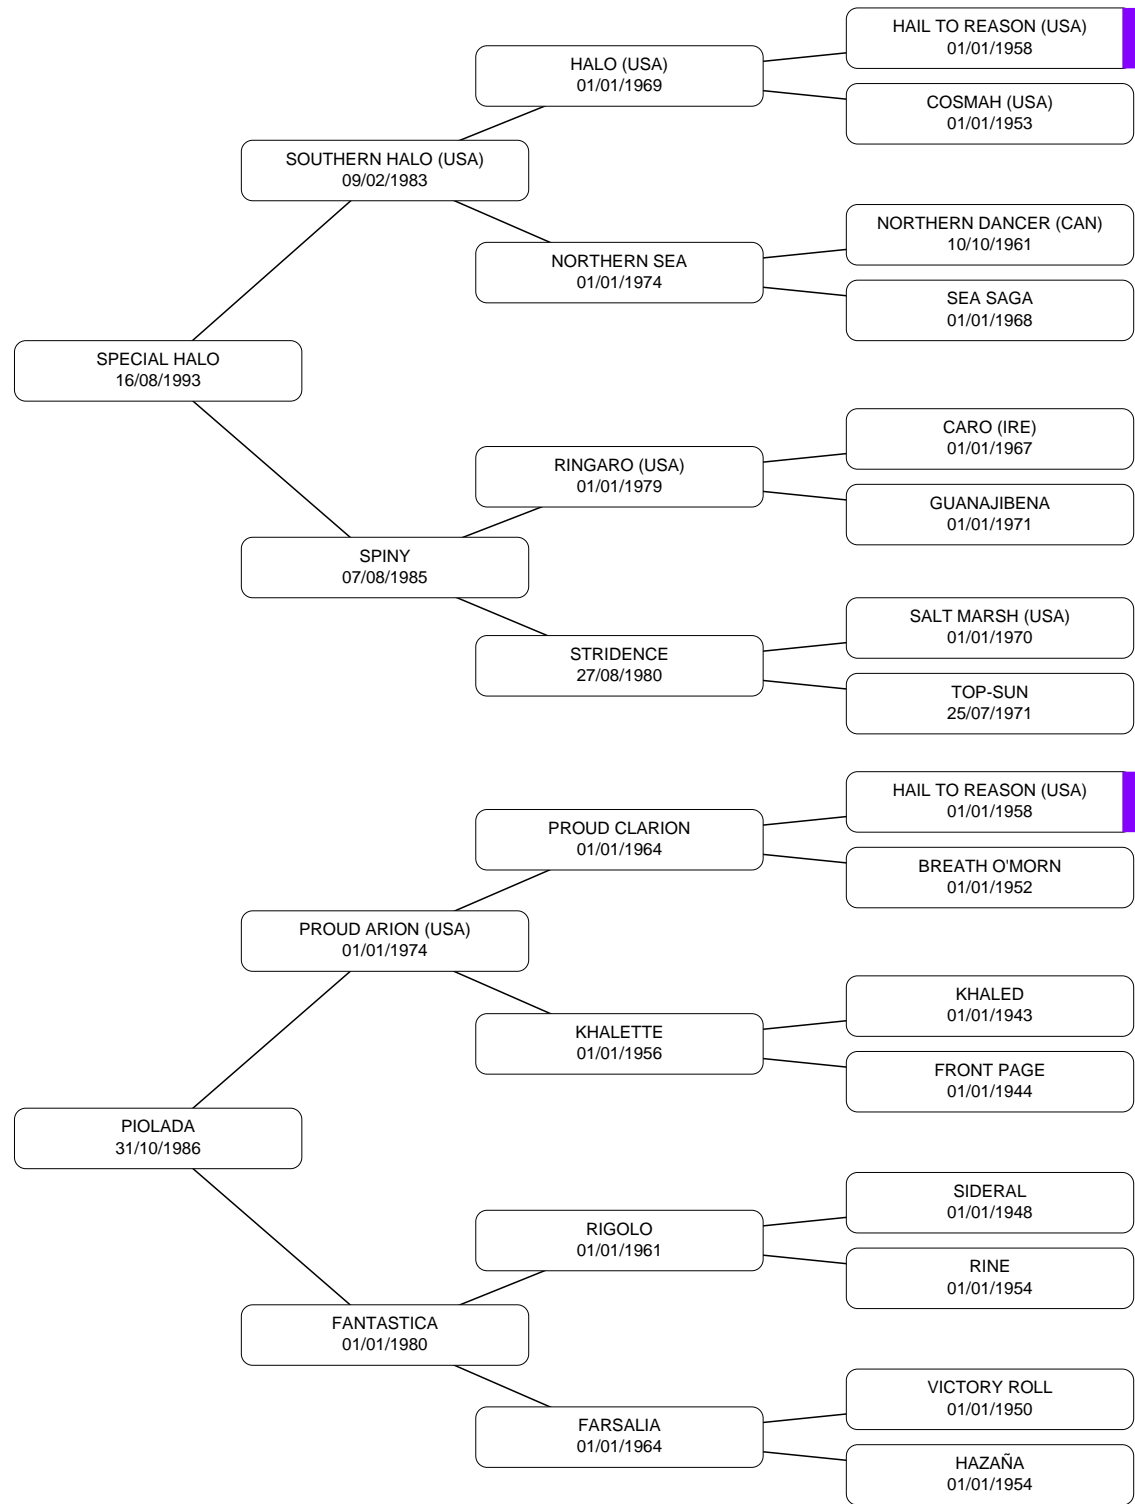 HAIL TO REASON (USA)
01/01/1958
HALO (USA)
01/01/1969
COSMAH (USA)
01/01/1953
SOUTHERN HALO (USA)
09/02/1983
NORTHERN DANCER (CAN)
10/10/1961
NORTHERN SEA
01/01/1974
SEA SAGA
01/01/1968
SPECIAL HALO
16/08/1993
CARO (IRE)
01/01/1967
RINGARO (USA)
01/01/1979
GUANAJIBENA
01/01/1971
SPINY
07/08/1985
SALT MARSH (USA)
01/01/1970
STRIDENCE
27/08/1980
TOP-SUN
25/07/1971
HAIL TO REASON (USA)
01/01/1958
PROUD CLARION
01/01/1964
BREATH O'MORN
01/01/1952
PROUD ARION (USA)
01/01/1974
KHALED
01/01/1943
KHALETTE
01/01/1956
FRONT PAGE
01/01/1944
PIOLADA
31/10/1986
SIDERAL
01/01/1948
RIGOLO
01/01/1961
RINE
01/01/1954
FANTASTICA
01/01/1980
VICTORY ROLL
01/01/1950
FARSALIA
01/01/1964
HAZAÑA
01/01/1954